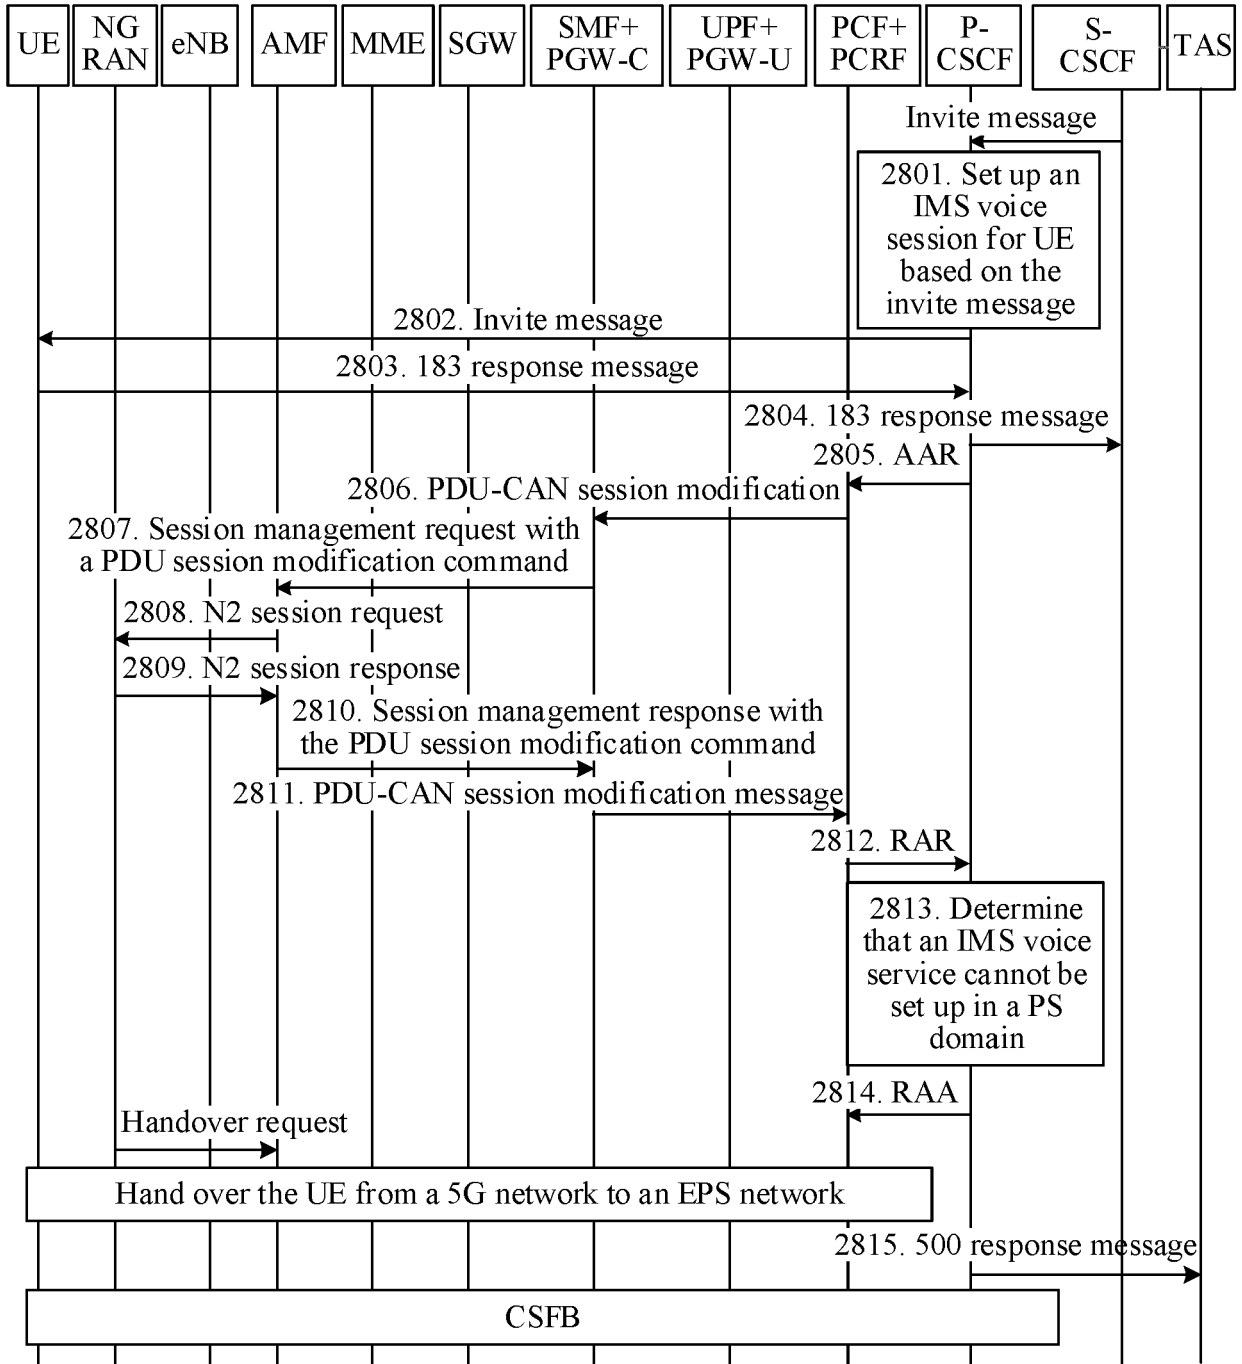 UE
NG
RAN
eNB
AMF
MME
SGW
SMF+
PGW-C
UPF+
PGW-U
PCF+
PCRF
P-
CSCF
S-
CSCF
TAS
Invite message
2801. Set up an
IMS voice
session for UE
based on the
invite message
2802. Invite message
2803. 183 response message
2804. 183 response message
2805. AAR
2806. PDU-CAN session modification
2807. Session management request with
a PDU session modification command
2808. N2 session request
2809. N2 session response
2810. Session management response with
the PDU session modification command
2811. PDU-CAN session modification message
2812. RAR
2813. Determine
that an IMS voice
service cannot be
set up in a PS
domain
2814. RAA
Handover request
Hand over the UE from a 5G network to an EPS network
2815. 500 response message
CSFB